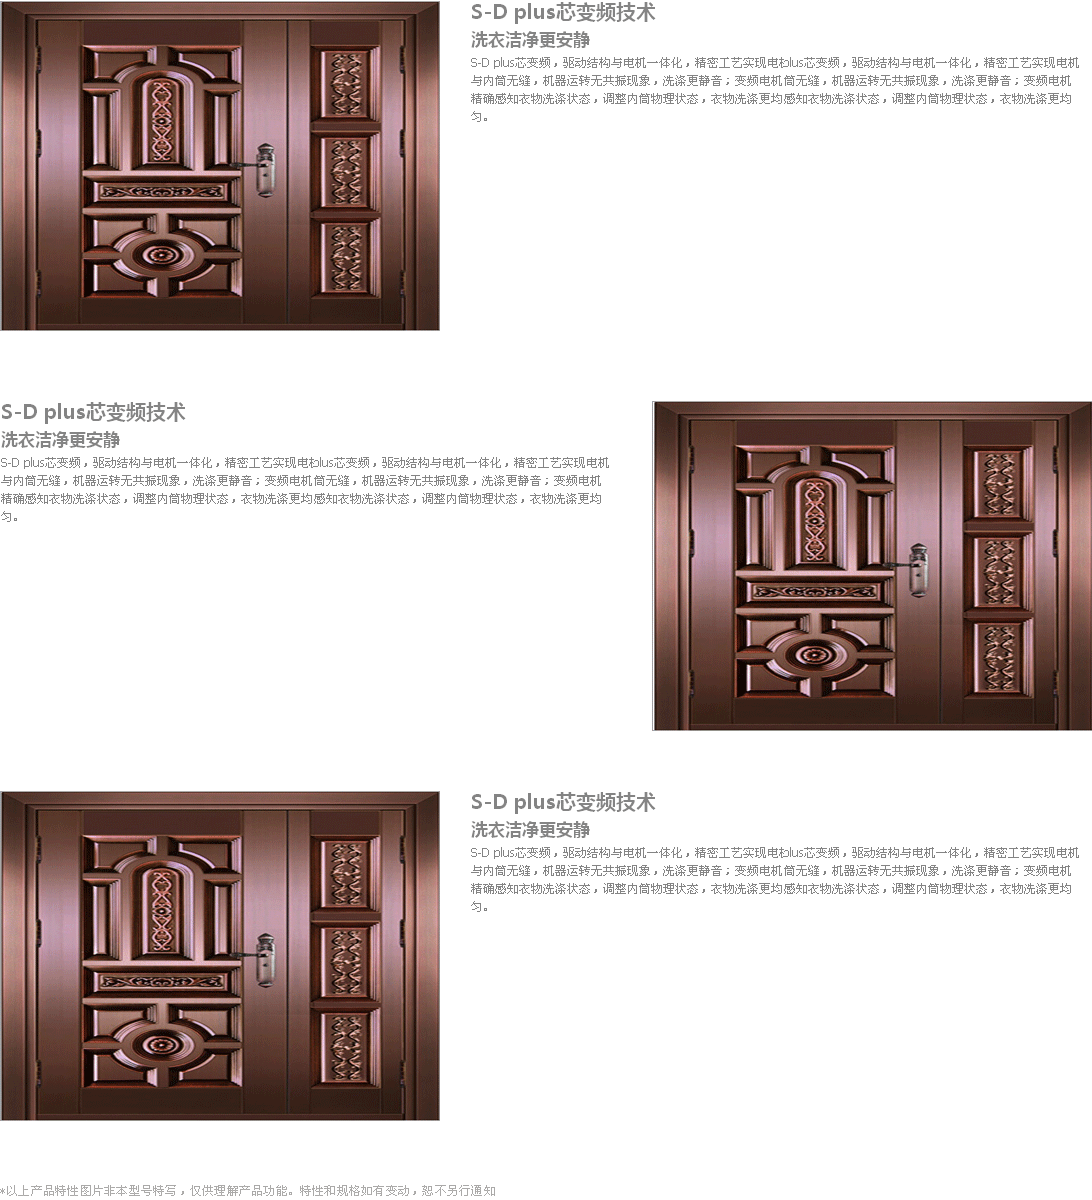 S-D plus芯变频技术
洗衣洁净更安静
S-D plus芯变频，驱动结构与电机一体化，精密工艺实现电plus芯变频，驱动结构与电机一体化，精密工艺实现电机
与内筒无缝，机器运转无共振现象，洗涤更静音；变频电机筒无缝，机器运转无共振现象，洗涤更静音；变频电机
精确感知衣物洗涤状态，调整内筒物理状态，衣物洗涤更均感知衣物洗涤状态，调整内筒物理状态，衣物洗涤更均
匀。
S-D plus芯变频技术
洗衣洁净更安静
S-D plus芯变频，驱动结构与电机一体化，精密工艺实现电plus芯变频，驱动结构与电机一体化，精密工艺实现电机
与内筒无缝，机器运转无共振现象，洗涤更静音；变频电机筒无缝，机器运转无共振现象，洗涤更静音；变频电机
精确感知衣物洗涤状态，调整内筒物理状态，衣物洗涤更均感知衣物洗涤状态，调整内筒物理状态，衣物洗涤更均
匀。
S-D plus芯变频技术
洗衣洁净更安静
S-D plus芯变频，驱动结构与电机一体化，精密工艺实现电plus芯变频，驱动结构与电机一体化，精密工艺实现电机
与内筒无缝，机器运转无共振现象，洗涤更静音；变频电机筒无缝，机器运转无共振现象，洗涤更静音；变频电机
精确感知衣物洗涤状态，调整内筒物理状态，衣物洗涤更均感知衣物洗涤状态，调整内筒物理状态，衣物洗涤更均
匀。
*以上产品特性图片非本型号特写，仅供理解产品功能。特性和规格如有变动，恕不另行通知